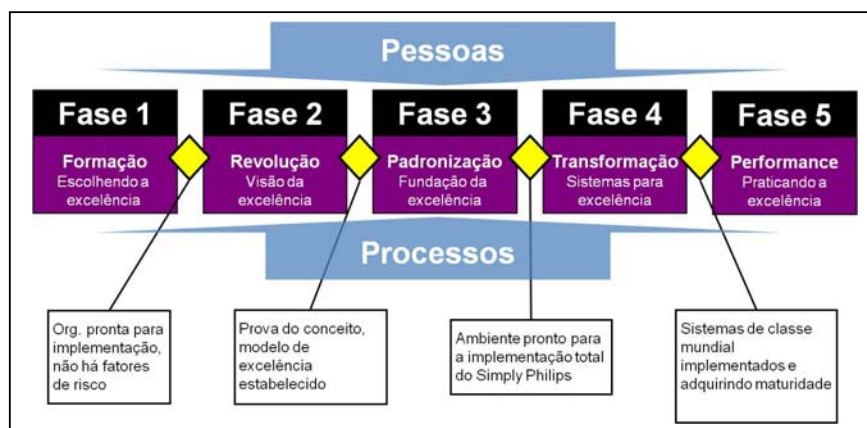 Pessoas
Fase 1
Formação
Escolhendo a
excelência
Fase 2
Revolução
Visão da
excelência
Fase 3
Padronização
Fundação da
excelência
Fase 4
Transformação
Sistemas para
excelência
Fase 5
Performance
Praticando a
excelência
Processos
Org. pronta para
implementação,
não há fatores
de risco
Prova do conceito,
modelo de
excelência
estabelecido
Ambiente pronto para
a implementação total
do Simply Philips
Sistemas de classe
mundial
implementados e
adquirindo maturidade